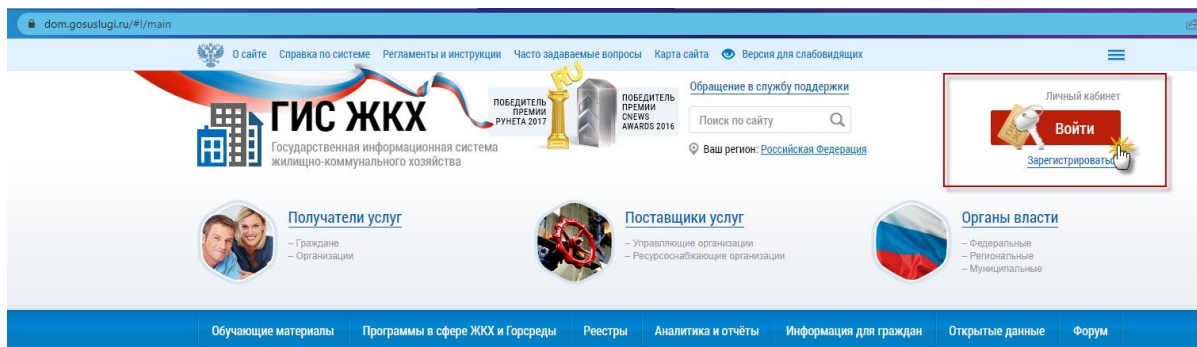 dom.gosuslugi.ru/#!/main
О сайте Справка по системе Регламенты и инструкции Часто задаваемые вопросы Карта сайта Версия для слабовидящих
ГИС ЖКХ
Государственная информационная система
жилищно-коммунального хозяйства
ПОБЕДИТЕЛЬ
ПРЕМИИ
РУНЕТА 2017
RU
ПОБЕДИТЕЛЬ
ПРЕМИИ
CNEWS
AWARDS 2016
Обращение в службу поддержки
Поиск по сайту
Ваш регион: Российская Федерация
Личный кабинет
Войти
Зарегистрироваться
Получатели услуг
– Граждане
– Организации
Поставщики услуг
– Управляющие организации
– Ресурсоснабжающие организации
Органы власти
– Федеральные
– Региональные
– Муниципальные
Обучающие материалы Программы в сфере ЖКХ и Горсреды Реестры Аналитика и отчёты Информация для граждан Открытые данные Форум